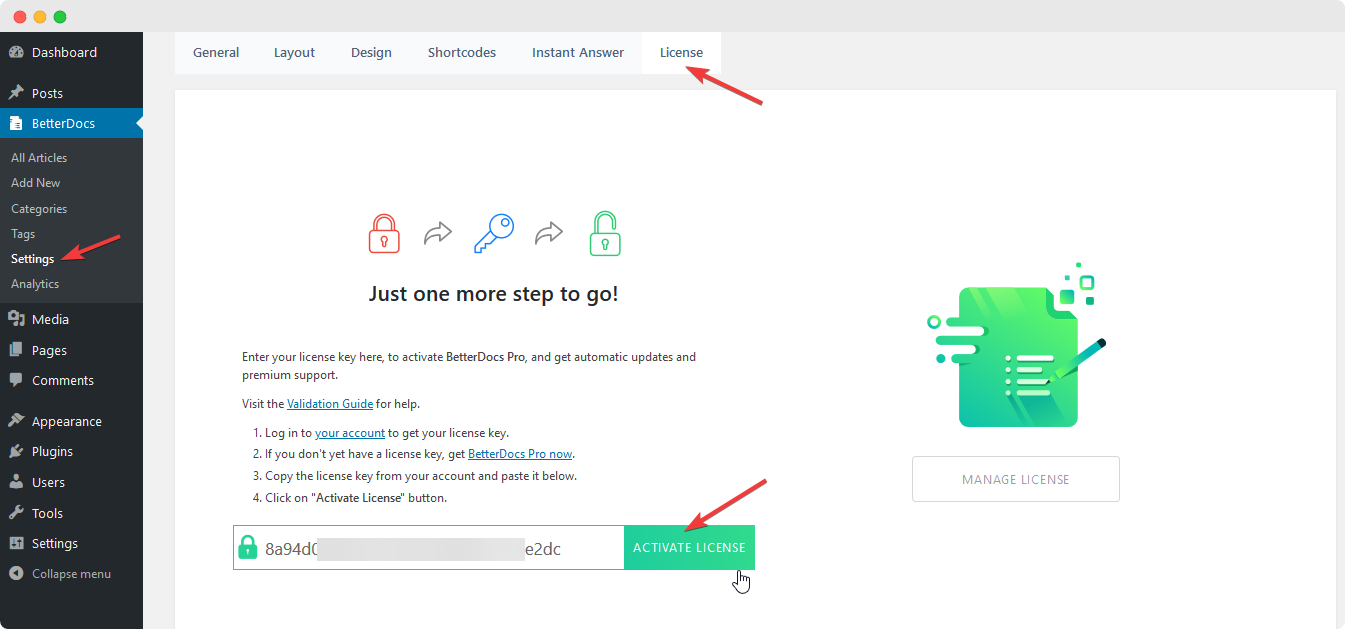 Dashboard
Posts
BetterDocs
All Articles
Add New
Categories
Tags
Settings
Analytics
Media
Pages
Comments
Appearance
Plugins
Users
Tools
Settings
Collapse menu
General Layout Design Shortcodes Instant Answer License
Just one more step to go!
Enter your license key here, to activate BetterDocs Pro, and get automatic updates and
premium support.
Visit the Validation Guide for help.
1. Log in to your account to get your license key.
2. If you don't yet have a license key, get BetterDocs Pro now.
3. Copy the license key from your account and paste it below.
4. Click on "Activate License" button.
8a94d0 e2dc ACTIVATE LICENSE
MANAGE LICENSE